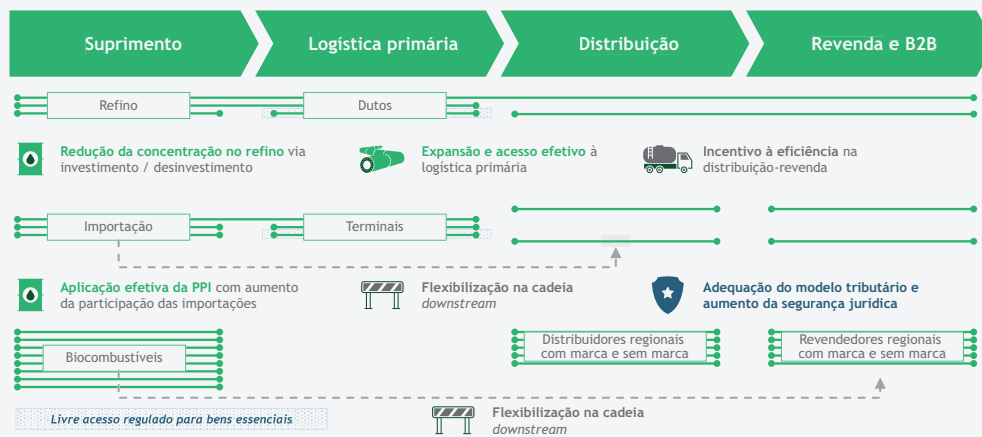 Suprimento
Logística primária
Distribuição
Revenda e B2B
Refino
Dutos
Redução da concentração no refino via
investimento / desinvestimento
Expansão e acesso efetivo à
logística primária
Incentivo à eficiência na
distribuição-revenda
Importação
Terminais
Aplicação efetiva da PPI com aumento
da participação das importações
Flexibilização na cadeia
downstream
Adequação do modelo tributário e
aumento da segurança jurídica
Biocombustíveis
Distribuidores regionais
com marca e sem marca
Revendedores regionais
com marca e sem marca
Livre acesso regulado para bens essenciais
Flexibilização na cadeia
downstream